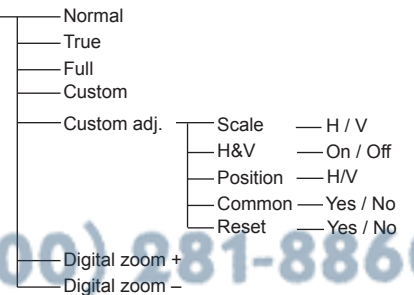 Normal
True
Full
Custom
Custom adj. Scale H / V
H&V On / Off
Position H/V
Common Yes / No
Reset Yes / No
00) 281-8860
Digital zoom +
Digital zoom –